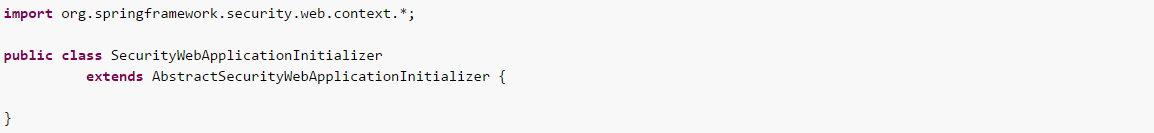 import org.springframework.security.web.context.*;
public class SecurityWebApplicationInitializer
extends AbstractSecurityWebApplicationInitializer {
}